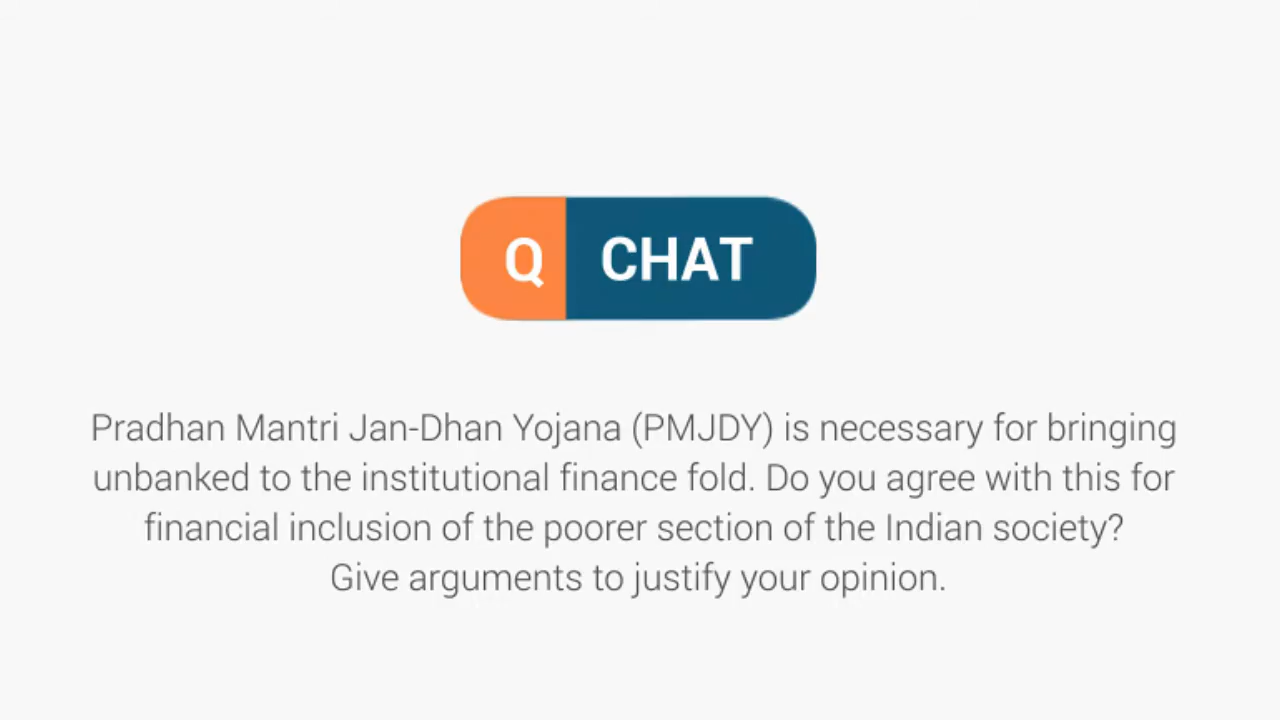 Q CHAT
Pradhan Mantri Jan-Dhan Yojana (PMJDY) is necessary for bringing
unbanked to the institutional finance fold. Do you agree with this for
financial inclusion of the poorer section of the Indian society?
Give arguments to justify your opinion.